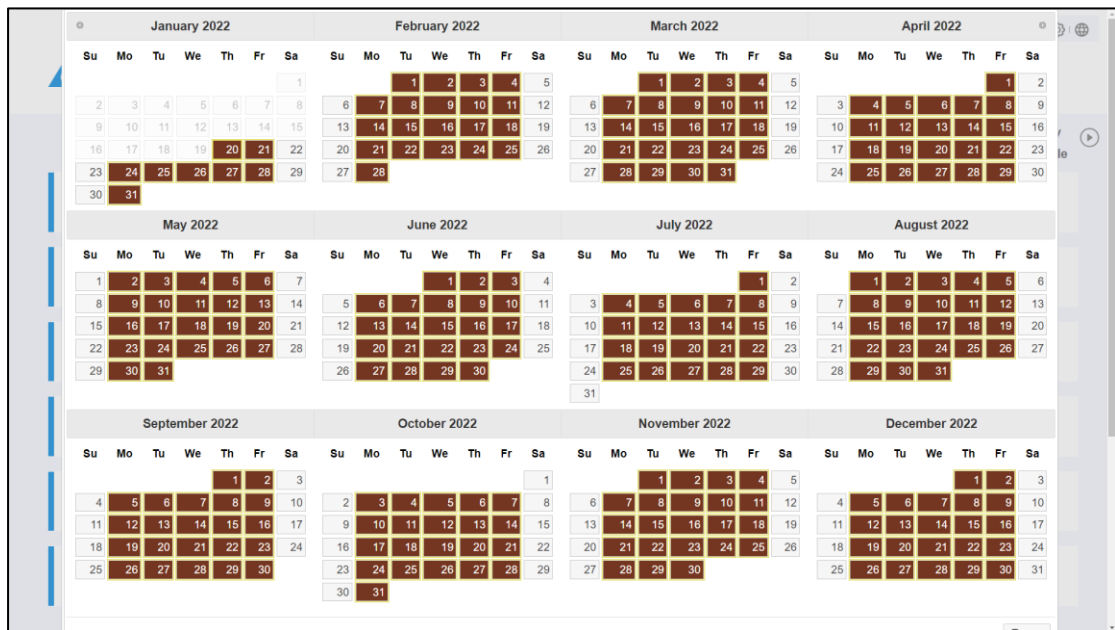 January 2022 February 2022 March 2022 April 2022
Su Mo Tu We Th Fr Sa Su Mo Tu We Th Fr Sa Su Mo Tu We Th Fr Sa Su Mo Tu We Th Fr Sa
1 1 2 3 4 5 1 2 3 4 5 1 2
2 3 4 5 6 7 8 6 7 8 9 10 11 12 6 7 8 9 10 11 12 3 4 5 6 7 8 9
9 10 11 12 13 14 15 13 14 15 16 17 18 19 13 14 15 16 17 18 19 10 11 12 13 14 15 16
16 17 18 19 20 21 22 20 21 22 23 24 25 26 20 21 22 23 24 25 26 17 18 19 20 21 22 23
23 24 25 26 27 28 29 27 28 27 28 29 30 31 24 25 26 27 28 29 30
30 31
May 2022 June 2022 July 2022 August 2022
Su Mo Tu We Th Fr Sa Su Mo Tu We Th Fr Sa Su Mo Tu We Th Fr Sa Su Mo Tu We Th Fr Sa
1 2 3 4 5 6 7 1 2 3 4 1 2 1 2 3 4 5 6
8 9 10 11 12 13 14 5 6 7 8 9 10 11 3 4 5 6 7 8 9 7 8 9 10 11 12 13
15 16 17 18 19 20 21 12 13 14 15 16 17 18 10 11 12 13 14 15 16 14 15 16 17 18 19 20
22 23 24 25 26 27 28 19 20 21 22 23 24 25 17 18 19 20 21 22 23 21 22 23 24 25 26 27
29 30 31 26 27 28 29 30 24 25 26 27 28 29 30 28 29 30 31
31
September 2022 October 2022 November 2022 December 2022
Su Mo Tu We Th Fr Sa Su Mo Tu We Th Fr Sa Su Mo Tu We Th Fr Sa Su Mo Tu We Th Fr Sa
1 2 3 1 1 2 3 4 5 1 2 3
4 5 6 7 8 9 10 2 3 4 5 6 7 8 6 7 8 9 10 11 12 4 5 6 7 8 9 10
11 12 13 14 15 16 17 9 10 11 12 13 14 15 13 14 15 16 17 18 19 11 12 13 14 15 16 17
18 19 20 21 22 23 24 16 17 18 19 20 21 22 20 21 22 23 24 25 26 18 19 20 21 22 23 24
25 26 27 28 29 30 23 24 25 26 27 28 29 27 28 29 30 25 26 27 28 29 30 31
30 31